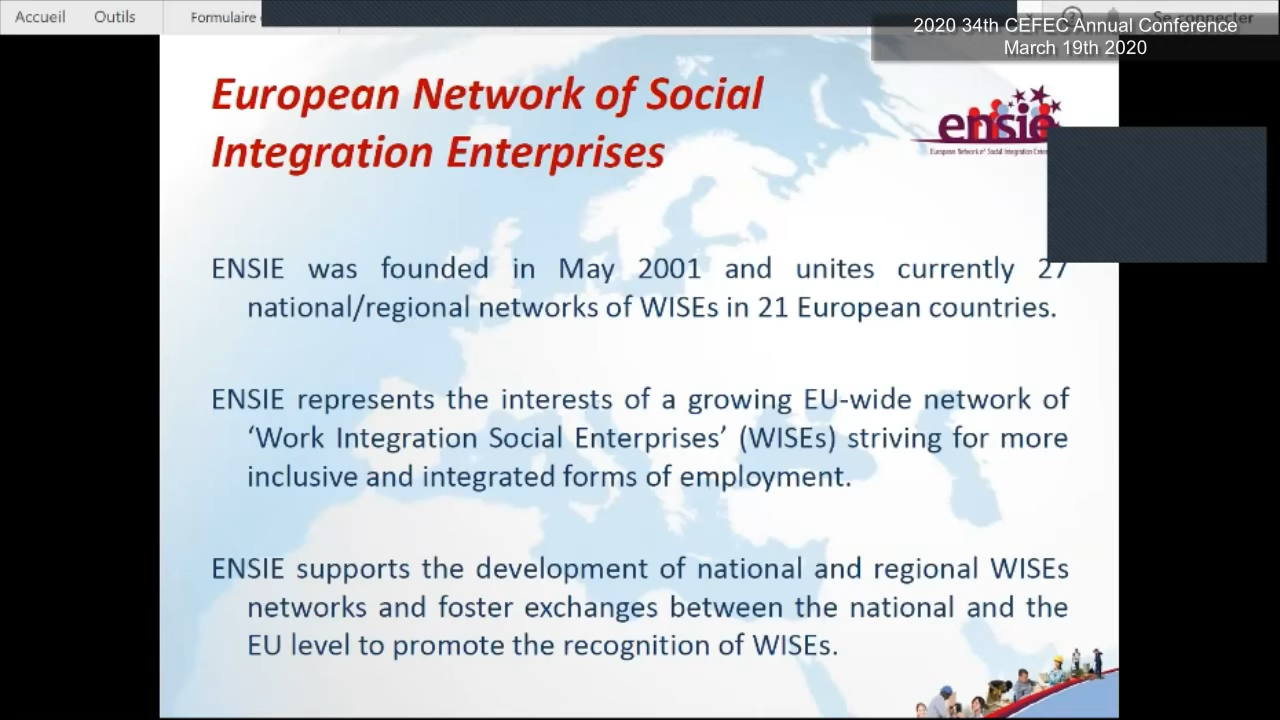 Accueil Outils Formulaire
Se connecter
2020 34th CEFEC Annual Conference
March 19th 2020
European Network of Social
Integration Enterprises
ensie
European Network of Social Integration
ENSIE was founded in May 2001 and unites currently 27
national/regional networks of WISEs in 21 European countries.
ENSIE represents the interests of a growing EU-wide network of
‘Work Integration Social Enterprises’ (WISEs) striving for more
inclusive and integrated forms of employment.
ENSIE supports the development of national and regional WISEs
networks and foster exchanges between the national and the
EU level to promote the recognition of WISEs.